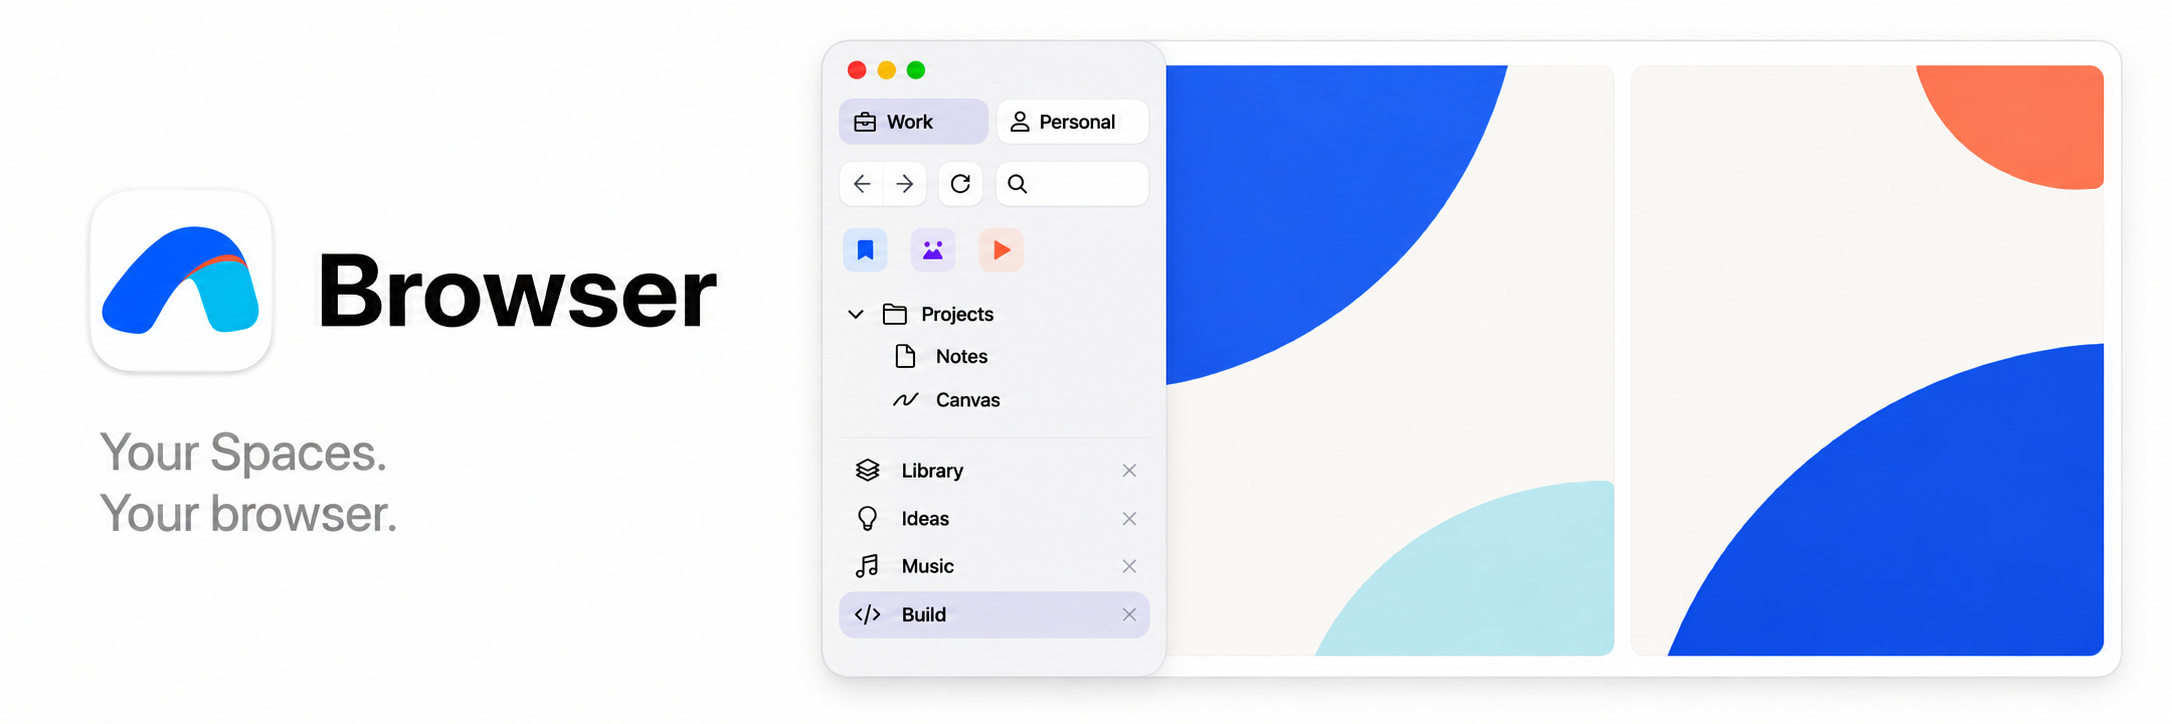 Browser
Your Spaces.
Your browser.
Work
Personal
Projects
Notes
Canvas
Library
Ideas
Music
Build